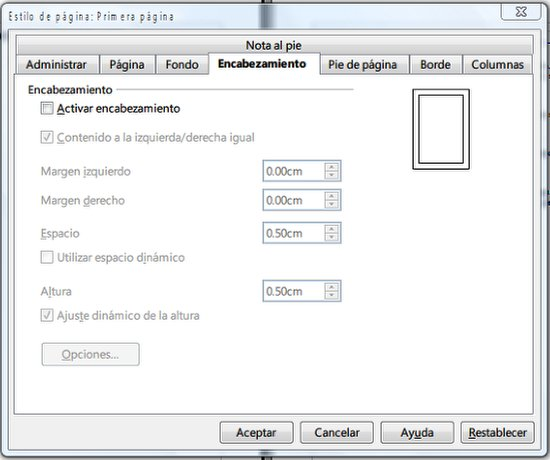 Estilo de página: Primera página
Nota al pie
Administrar Página Fondo Encabezamiento Pie de página Borde Columnas
Encabezamiento
Activar encabezamiento
Contenido a la izquierda/derecha igual
Margen izquierdo 0.00cm
Margen derecho 0.00cm
Espacio 0.50cm
Utilizar espacio dinámico
Altura 0.50cm
Ajuste dinámico de la altura
Opciones...
Aceptar Cancelar Ayuda Restablecer